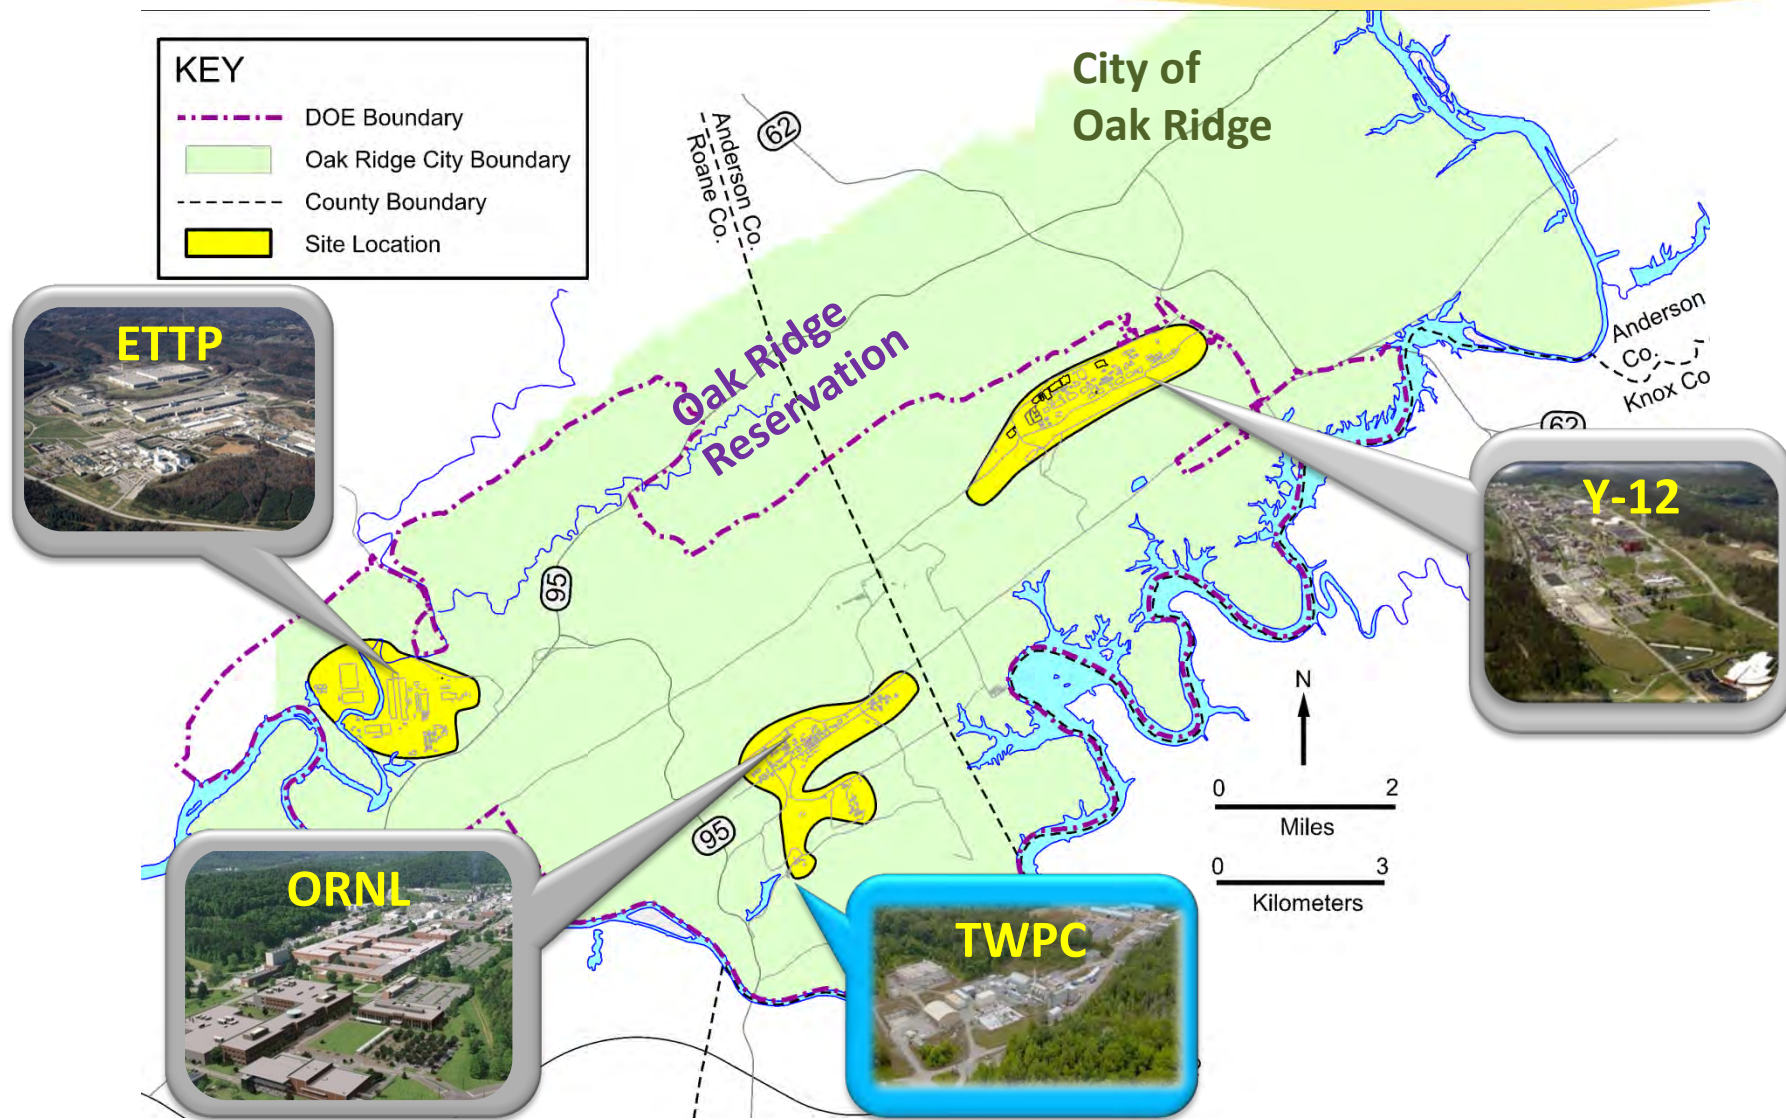 KEY
DOE Boundary
Oak Ridge City Boundary
County Boundary
Site Location
City of
Oak Ridge
62
Anderson Co.
Roane Co.
Oak Ridge
Reservation
ETTP
Anderson
Co.
Knox Co
62
Y-12
95
N
0 2
Miles
0 3
Kilometers
95
ORNL
TWPC